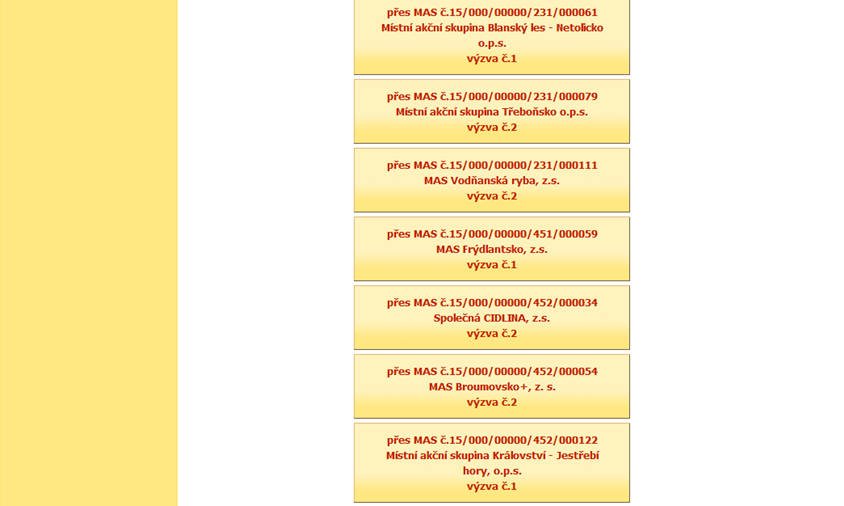 přes MAS č.15/000/00000/231/000061
Místní akční skupina Blanský les - Netolicko
o.p.s.
výzva č.1
přes MAS č.15/000/00000/231/000079
Místní akční skupina Třeboňsko o.p.s.
výzva č.2
přes MAS č.15/000/00000/231/000111
MAS Vodňanská ryba, z.s.
výzva č.2
přes MAS č.15/000/00000/451/000059
MAS Frýdlantsko, z.s.
výzva č.1
přes MAS č.15/000/00000/452/000034
Společná CIDLINA, z.s.
výzva č.2
přes MAS č.15/000/00000/452/000054
MAS Broumovsko+, z. s.
výzva č.2
přes MAS č.15/000/00000/452/000122
Místní akční skupina Království - Jestřebí
hory, o.p.s.
výzva č.1